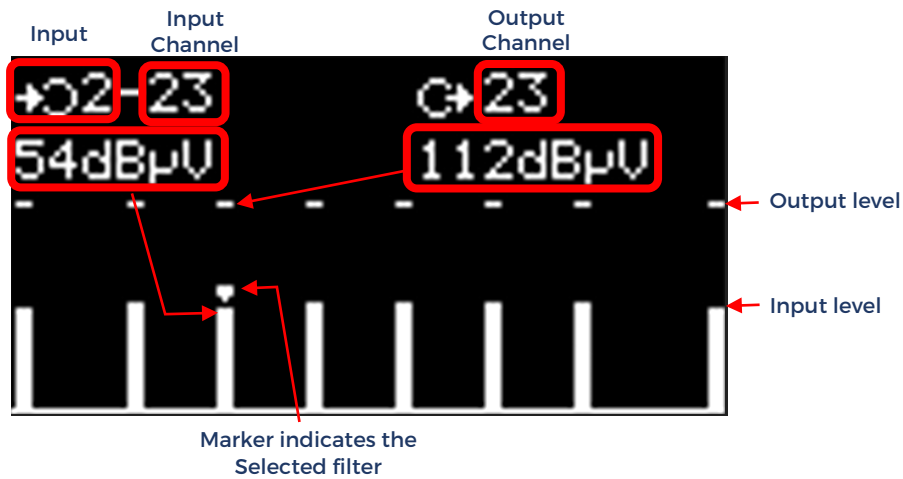 Input
Input
Channel
Output
Channel
2-23
23
54dBµV
112dBµV
Output level
Input level
Marker indicates the
Selected filter